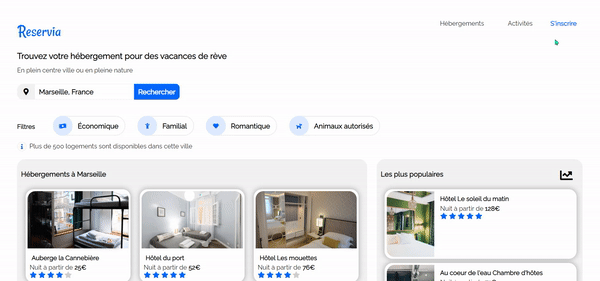 Reservia
Hébergements
Activités
S'inscrire
Trouvez votre hébergement pour des vacances de rêve
En plein centre ville ou en pleine nature
Marseille, France
Rechercher
Filtres
Économique
Familial
Romantique
Animaux autorisés
Plus de 500 logements sont disponibles dans cette ville
Hébergements à Marseille
Auberge la Cannebière
Nuit à partir de 25€
Hôtel du port
Nuit à partir de 52€
Hôtel Les mouettes
Nuit à partir de 76€
Les plus populaires
Hôtel Le soleil du matin
Nuit à partir de 128€
Au coeur de l'eau Chambre d'hôtes